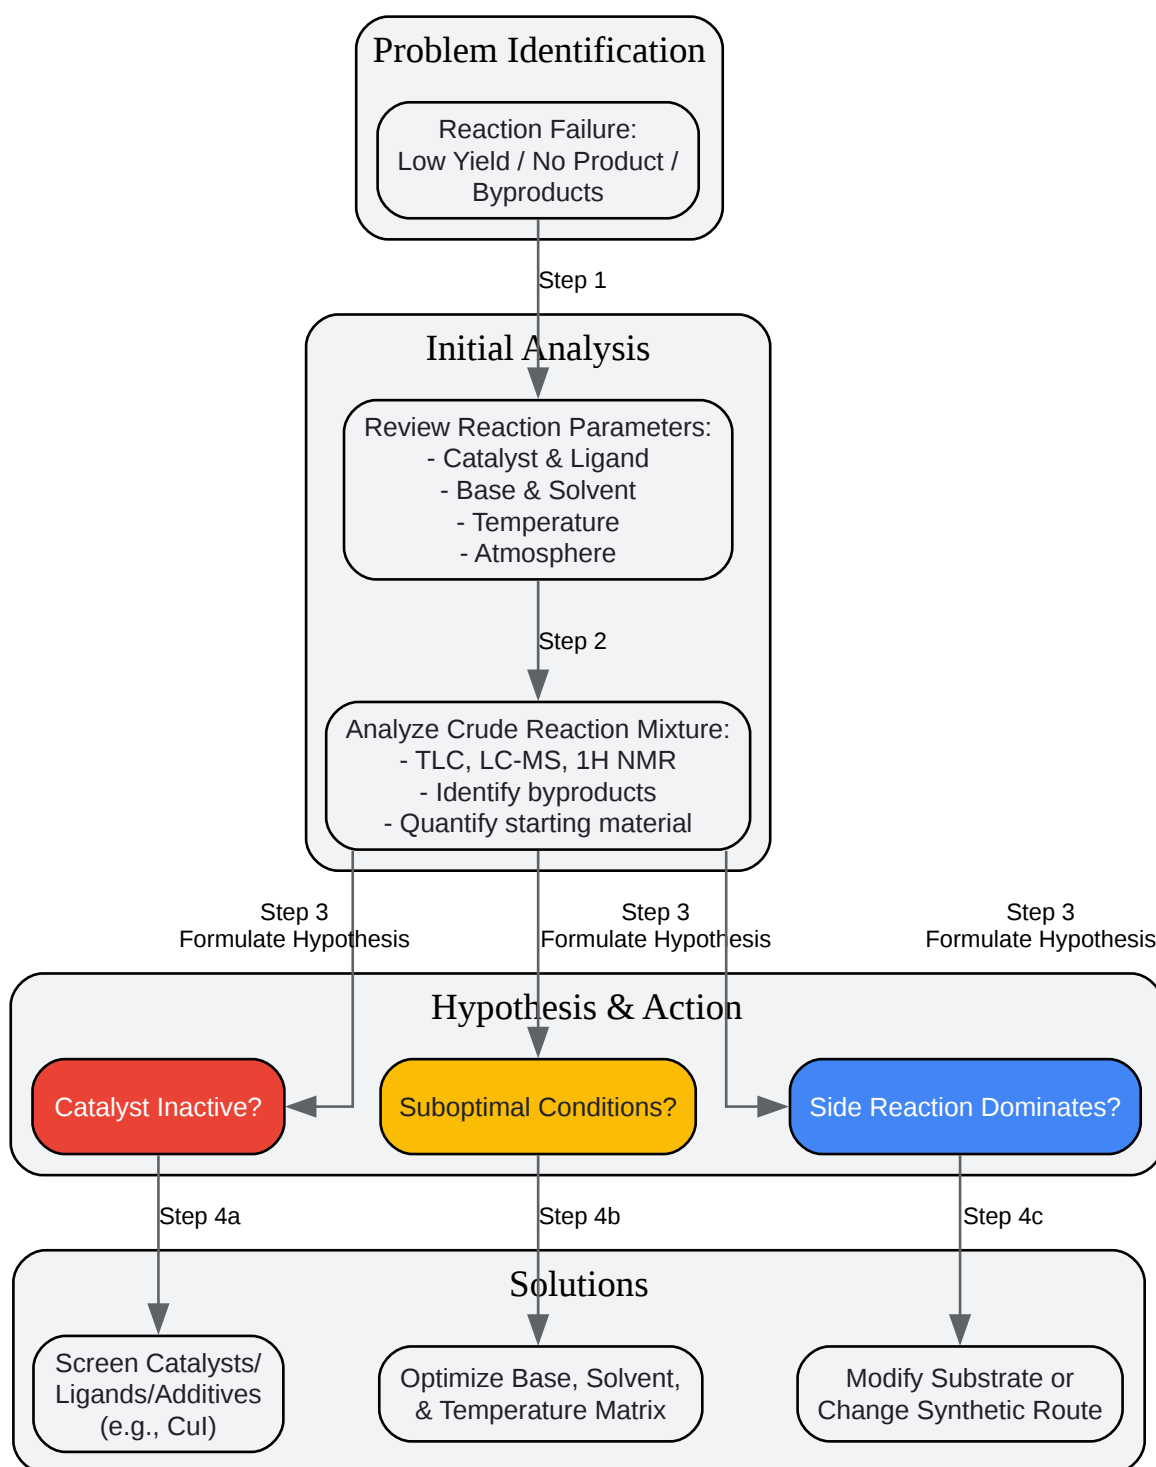 Problem Identification
Reaction Failure:
Low Yield / No Product /
Byproducts
Step 1
Initial Analysis
Review Reaction Parameters:
- Catalyst & Ligand
- Base & Solvent
- Temperature
- Atmosphere
Step 2
Analyze Crude Reaction Mixture:
- TLC, LC-MS, 1H NMR
- Identify byproducts
- Quantify starting material
Step 3
Formulate Hypothesis
Step 3
Formulate Hypothesis
Step 3
Formulate Hypothesis
Hypothesis & Action
Catalyst Inactive?
Suboptimal Conditions?
Side Reaction Dominates?
Step 4a
Step 4b
Step 4c
Solutions
Screen Catalysts/
Ligands/Additives
(e.g., CuI)
Optimize Base, Solvent,
& Temperature Matrix
Modify Substrate or
Change Synthetic Route